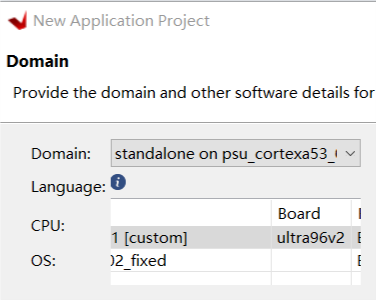 New Application Project
Domain
Provide the domain and other software details for
Domain: standalone on psu_cortexa53_
Language:
Board
CPU: 1 [custom] ultra96v2
OS: 02_fixed